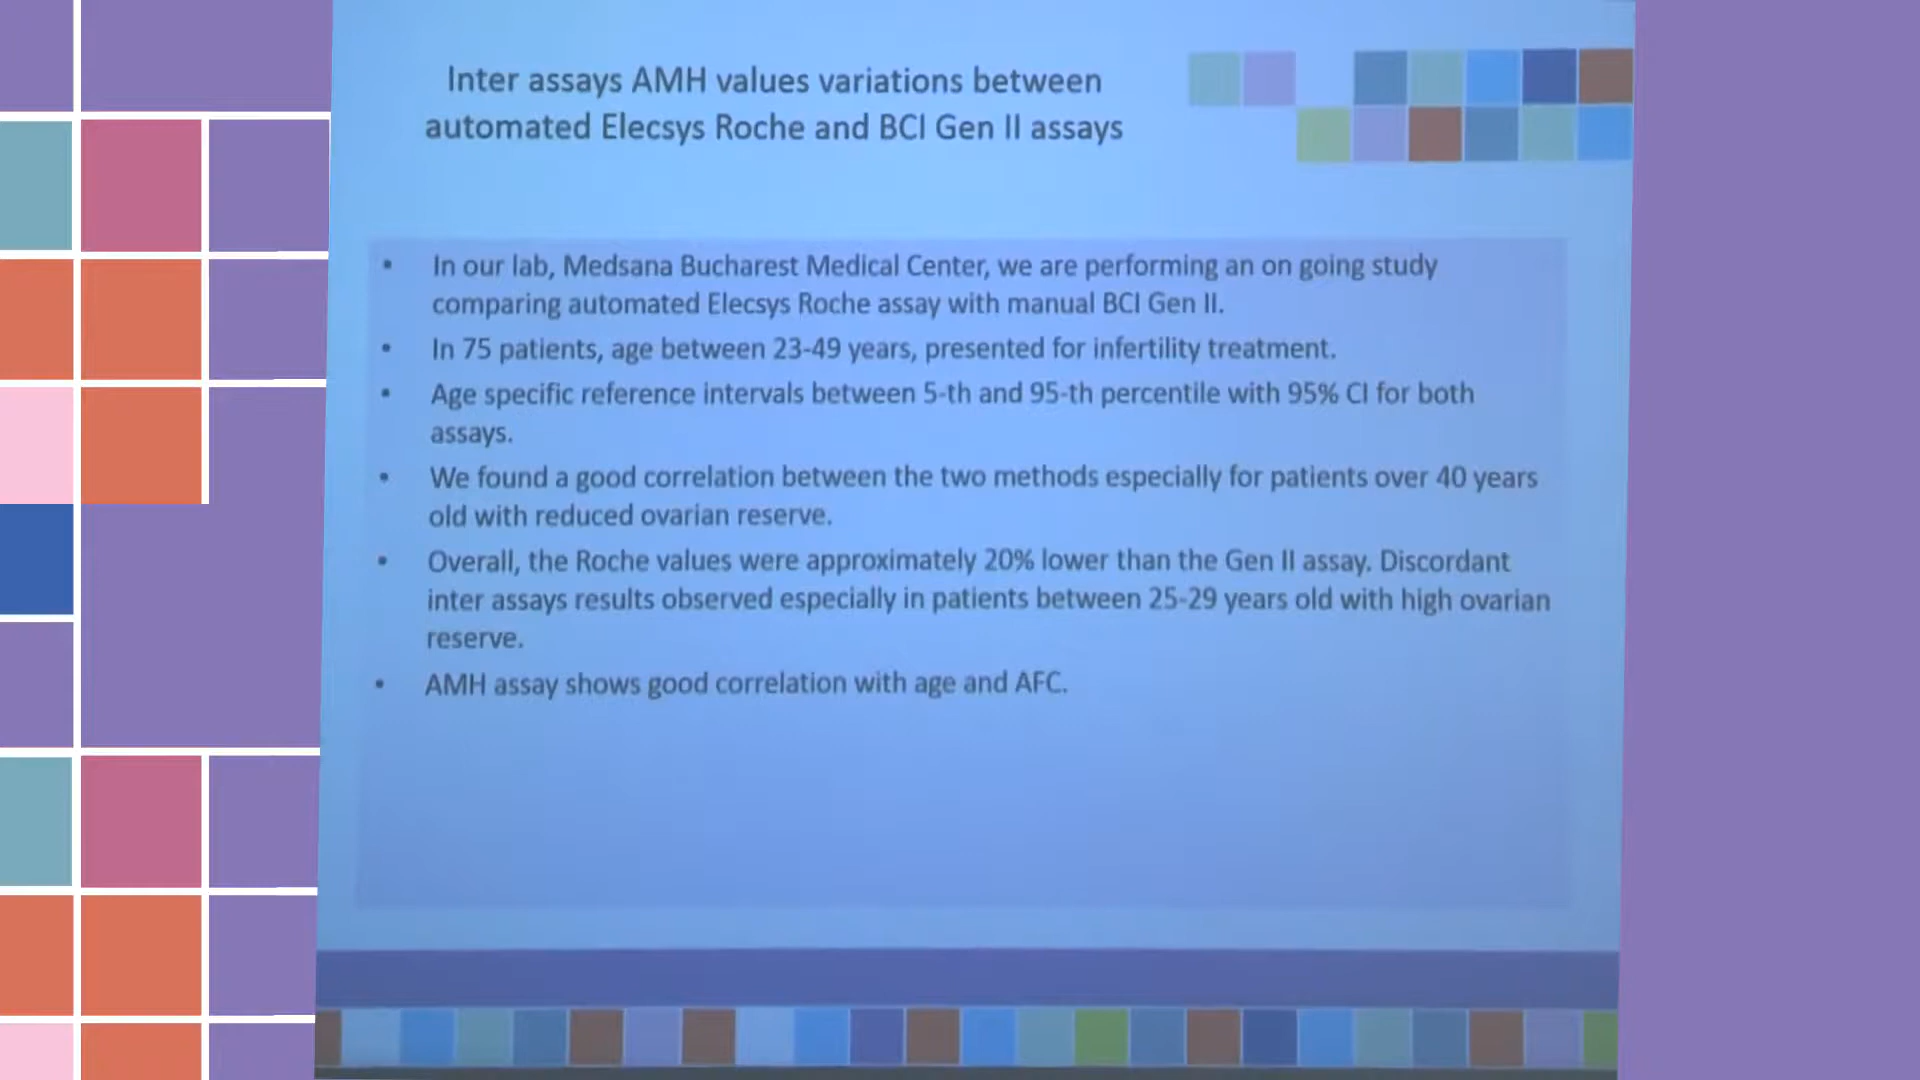 Inter assays AMH values variations between
automated Elecsys Roche and BCI Gen II assays
• In our lab, Medsana Bucharest Medical Center, we are performing an on going study
comparing automated Elecsys Roche assay with manual BCI Gen II.
• In 75 patients, age between 23-49 years, presented for infertility treatment.
• Age specific reference intervals between 5-th and 95-th percentile with 95% CI for both
assays.
• We found a good correlation between the two methods especially for patients over 40 years
old with reduced ovarian reserve.
• Overall, the Roche values were approximately 20% lower than the Gen II assay. Discordant
inter assays results observed especially in patients between 25-29 years old with high ovarian
reserve.
• AMH assay shows good correlation with age and AFC.